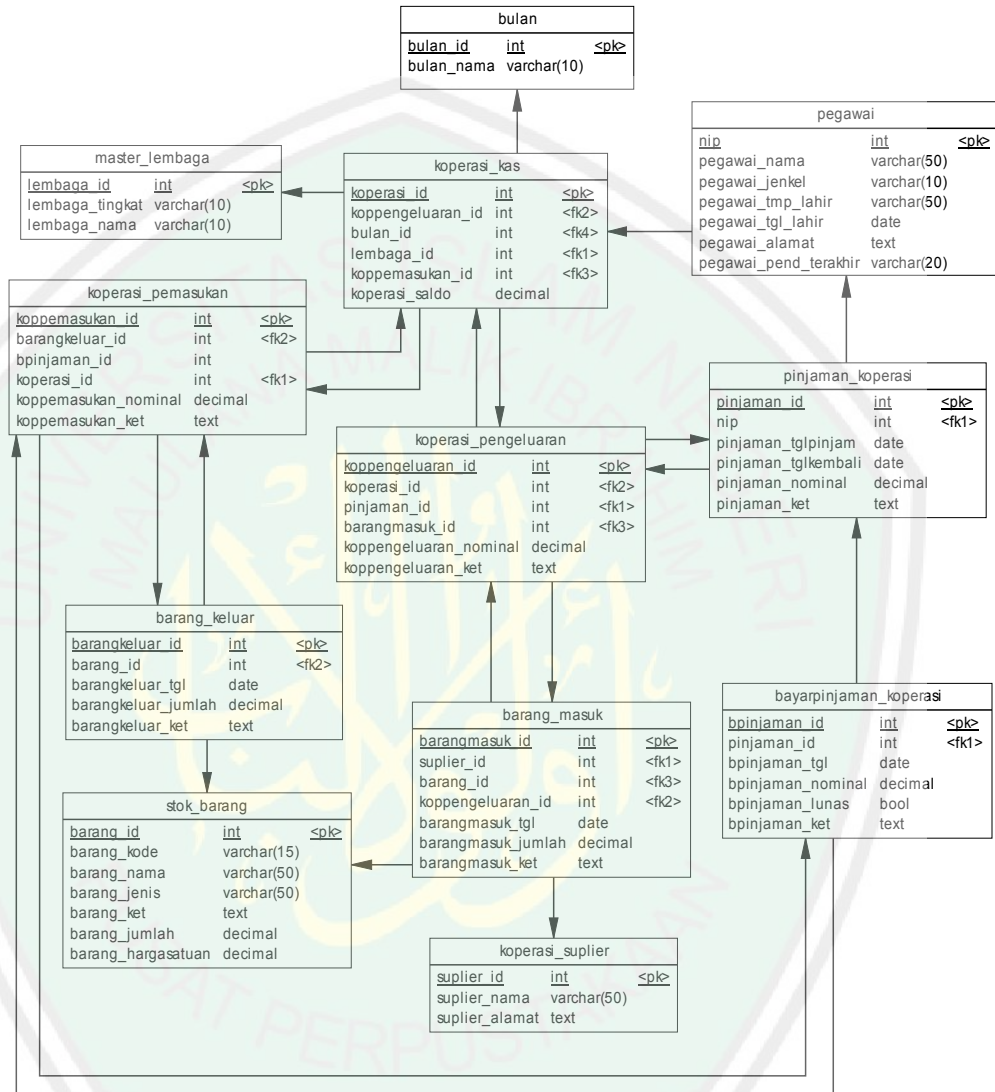 bulan
bulan_id int <pk>
bulan_nama varchar(10)
pegawai
nip int <pk>
pegawai_nama varchar(50)
pegawai_jenkel varchar(10)
pegawai_tmp_lahir varchar(50)
pegawai_tgl_lahir date
pegawai_alamat text
pegawai_pend_terakhir varchar(20)
master_lembaga
lembaga_id int <pk>
lembaga_tingkat varchar(10)
lembaga_nama varchar(10)
koperasi_kas
koperasi_id int <pk>
koppengeluaran_id int <fk2>
bulan_id int <fk4>
lembaga_id int <fk1>
koppemasukan_id int <fk3>
koperasi_saldo decimal
koperasi_pemasukan
koppemasukan_id int <pk>
barangkeluar_id int <fk2>
bpinjaman_id int
koperasi_id int <fk1>
koppemasukan_nominal decimal
koppemasukan_ket text
pinjaman_koperasi
pinjaman_id int <pk>
nip int <fk1>
pinjaman_tglpinjam date
pinjaman_tglkembali date
pinjaman_nominal decimal
pinjaman_ket text
koperasi_pengeluaran
koppengeluaran_id int <pk>
koperasi_id int <fk2>
pinjaman_id int <fk1>
barangmasuk_id int <fk3>
koppengeluaran_nominal decimal
koppengeluaran_ket text
barang_keluar
barangkeluar_id int <pk>
barang_id int <fk2>
barangkeluar_tgl date
barangkeluar_jumlah decimal
barangkeluar_ket text
barang_masuk
barangmasuk_id int <pk>
suplier_id int <fk1>
barang_id int <fk3>
koppengeluaran_id int <fk2>
barangmasuk_tgl date
barangmasuk_jumlah decimal
barangmasuk_ket text
bayarpinjaman_koperasi
bpinjaman_id int <pk>
pinjaman_id int <fk1>
bpinjaman_tgl date
bpinjaman_nominal decimal
bpinjaman_lunas bool
bpinjaman_ket text
stok_barang
barang_id int <pk>
barang_kode varchar(15)
barang_nama varchar(50)
barang_jenis varchar(50)
barang_ket text
barang_jumlah decimal
barang_hargasatuan decimal
koperasi_suplier
suplier_id int <pk>
suplier_nama varchar(50)
suplier_alamat text
UNIVERSITAS ISLAM NEGERI
MAULANA MALIK IBRAHIM
PUSAT PERPUSTAKAAN